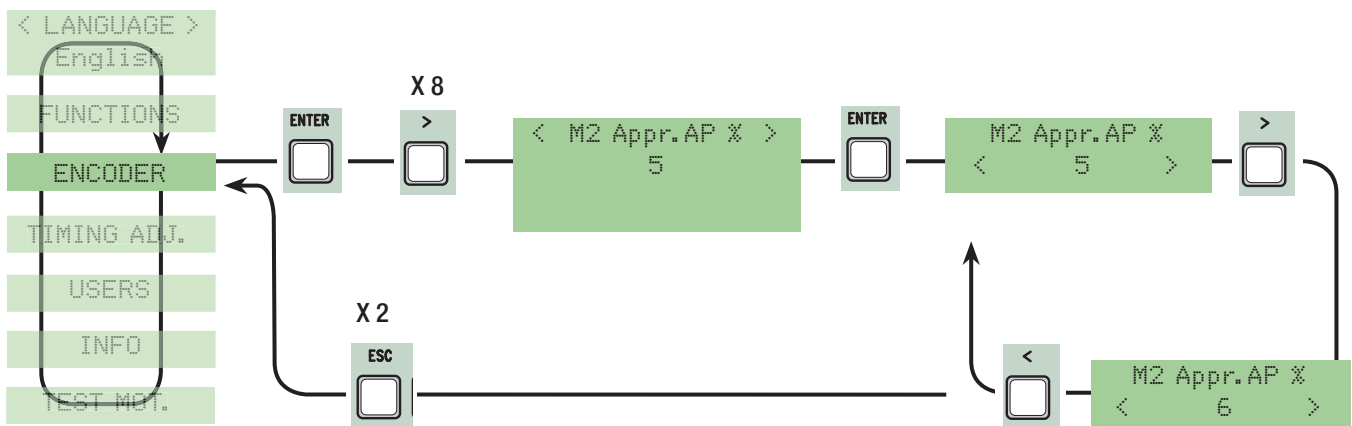 < LANGUAGE >
English
FUNCTIONS
ENCODER
TIMING ADJ.
USERS
INFO
TEST MOT.
ENTER
X 8
>
< M2 Appr.AP % >
5
ENTER
M2 Appr.AP %
< 5 >
>
X 2
ESC
<
M2 Appr.AP %
< 6 >